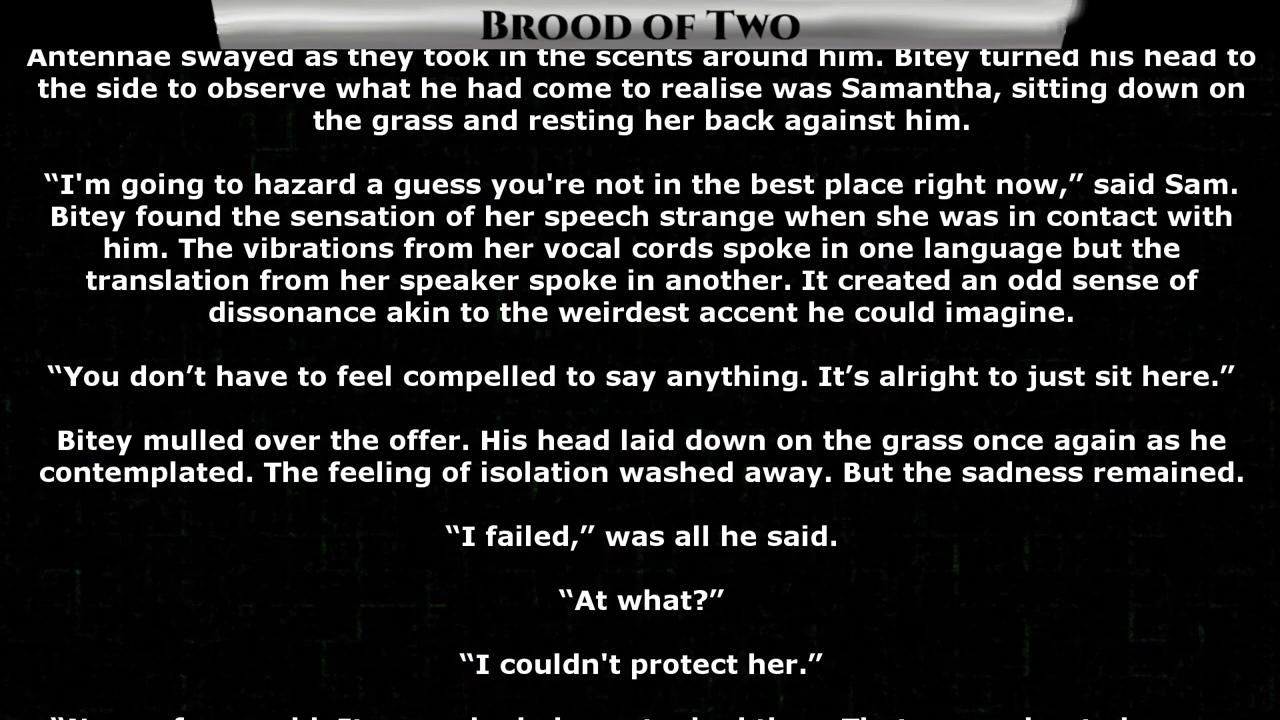 Brood of Two
Antennae swayed as they took in the scents around him. Bitey turned his head to
the side to observe what he had come to realise was Samantha, sitting down on
the grass and resting her back against him.
“I'm going to hazard a guess you're not in the best place right now,” said Sam.
Bitey found the sensation of her speech strange when she was in contact with
him. The vibrations from her vocal cords spoke in one language but the
translation from her speaker spoke in another. It created an odd sense of
dissonance akin to the weirdest accent he could imagine.
“You don’t have to feel compelled to say anything. It’s alright to just sit here.”
Bitey mulled over the offer. His head laid down on the grass once again as he
contemplated. The feeling of isolation washed away. But the sadness remained.
“I failed,” was all he said.
“At what?”
“I couldn't protect her.”